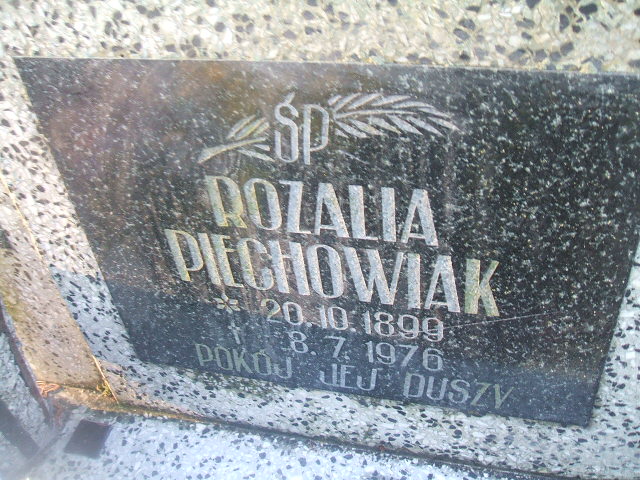 ŚP
ROZALIA
PIECHOWIAK
* 20.10.1899
† 8.7.1976
POKÓJ JEJ DUSZY